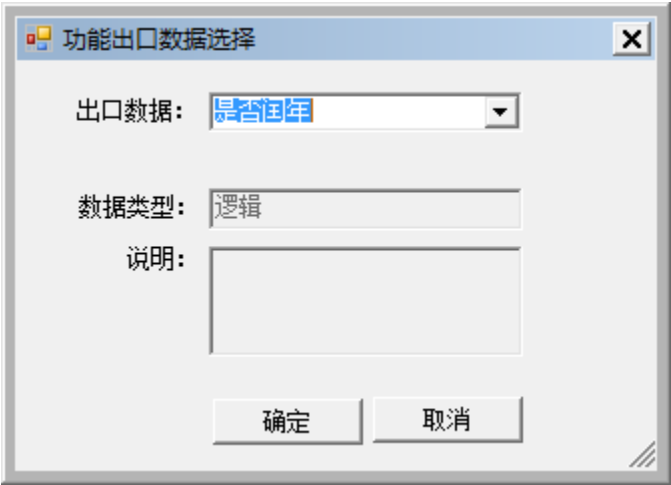 功能出口数据选择
出口数据: 是否闰年
数据类型: 逻辑
说明:
确定 取消